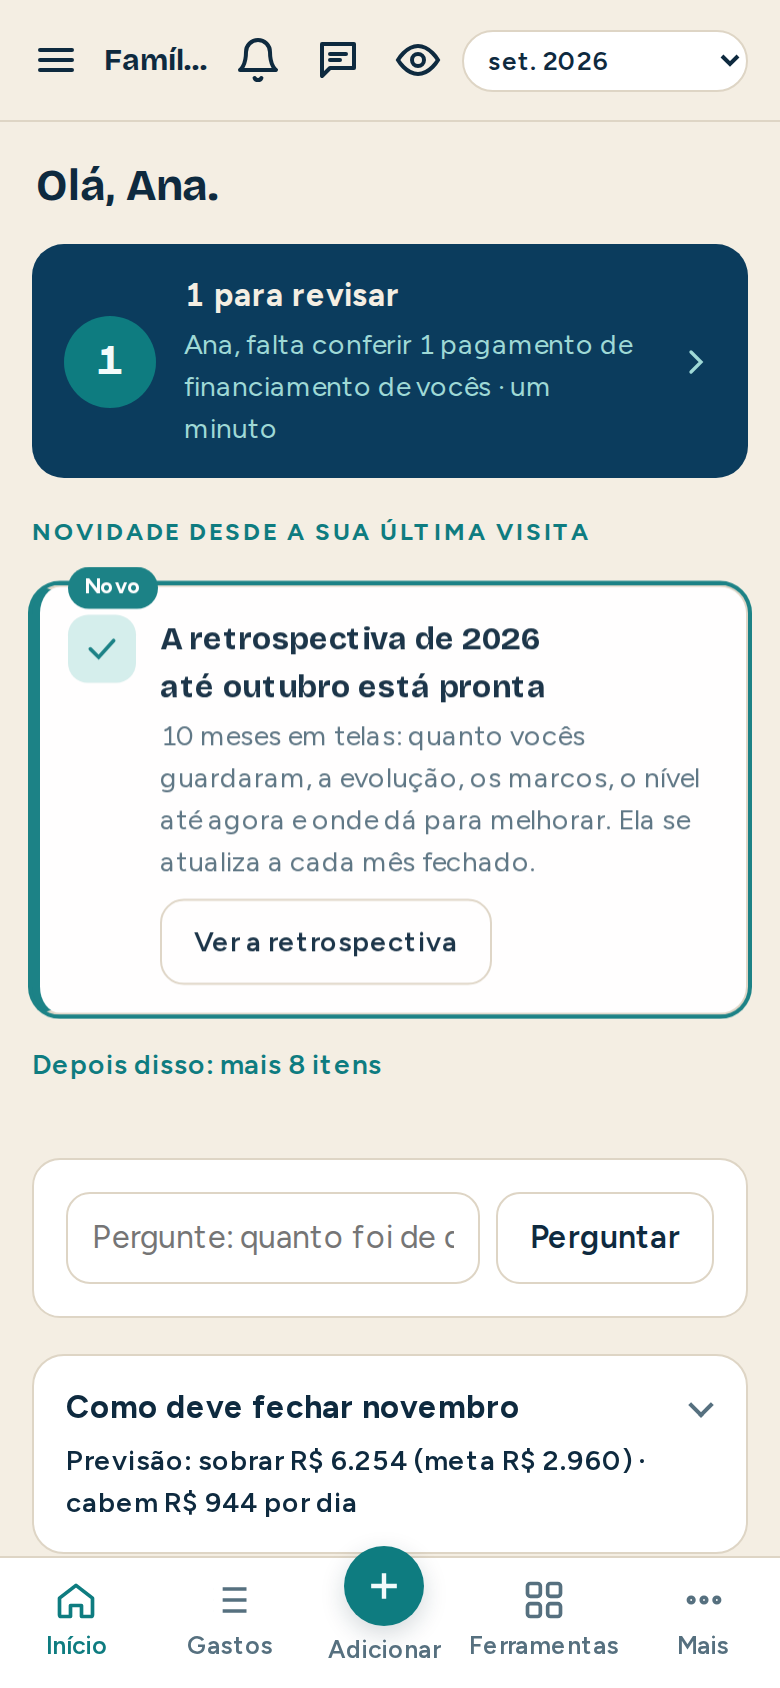 Famíl...
set. 2026
Olá, Ana.
1
1 para revisar
Ana, falta conferir 1 pagamento de
financiamento de vocês · um
minuto
NOVIDADE DESDE A SUA ÚLTIMA VISITA
Novo
A retrospectiva de 2026
até outubro está pronta
10 meses em telas: quanto vocês
guardaram, a evolução, os marcos, o nível
até agora e onde dá para melhorar. Ela se
atualiza a cada mês fechado.
Ver a retrospectiva
Depois disso: mais 8 itens
Pergunte: quanto foi de
Perguntar
Como deve fechar novembro
Previsão: sobrar R$ 6.254 (meta R$ 2.960) ·
cabem R$ 944 por dia
Início
Gastos
Adicionar
Ferramentas
Mais